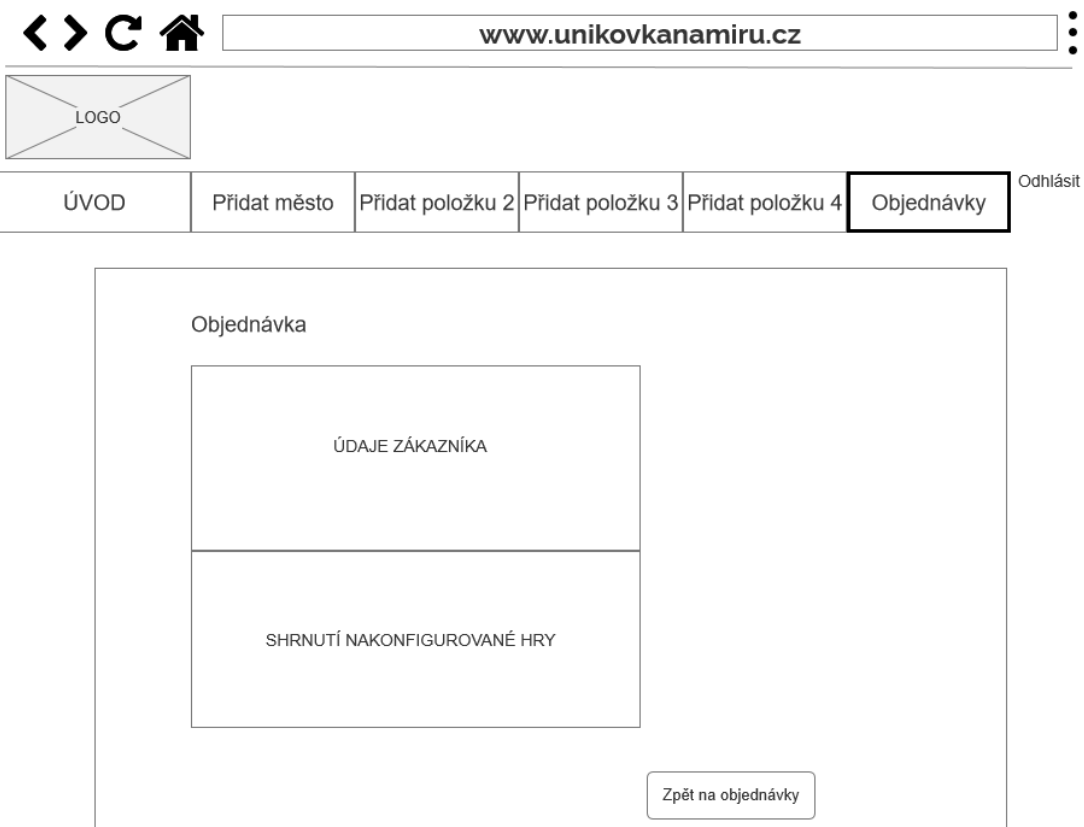 www.unikovkanamiru.cz
LOGO
Odhlásit
ÚVOD
Přidat město
Přidat položku 2
Přidat položku 3
Přidat položku 4
Objednávky
Objednávka
ÚDAJE ZÁKAZNÍKA
SHRNUTÍ NAKONFIGUROVANÉ HRY
Zpět na objednávky